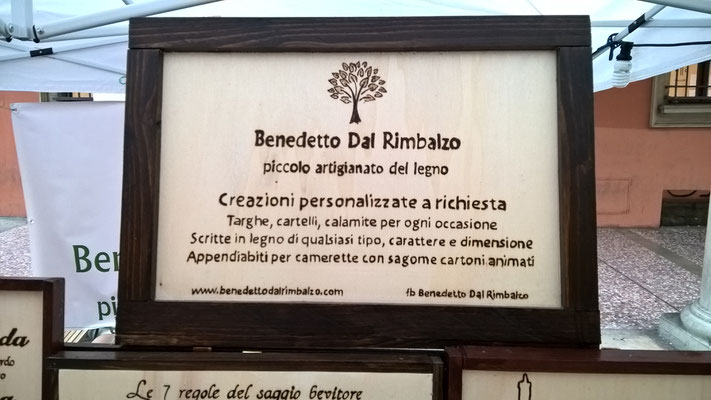 Benedetto Dal Rimbalzo
piccolo artigianato del legno
Creazioni personalizzate a richiesta
Targhe, cartelli, calamite per ogni occasione
Scritte in legno di qualsiasi tipo, carattere e dimensione
Appendiabiti per camerette con sagome cartoni animati
www.benedettodalrimbalzo.com
fb Benedetto Dal Rimbalzo
Ben
pi
Le 7 regole del saggio bevitore